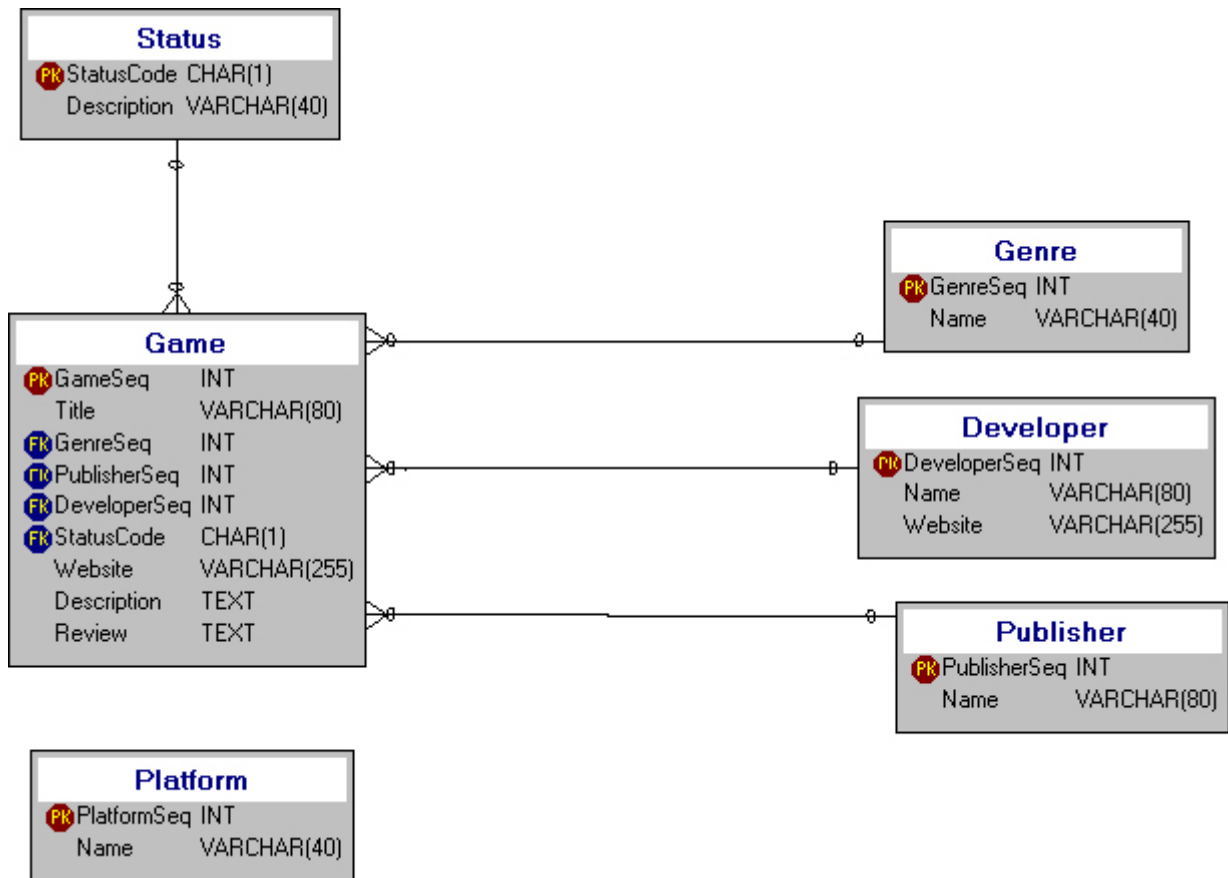 Status
PK StatusCode CHAR(1)
Description VARCHAR(40)
Game
PK GameSeq INT
Title VARCHAR(80)
FK GenreSeq INT
FK PublisherSeq INT
FK DeveloperSeq INT
FK StatusCode CHAR(1)
Website VARCHAR(255)
Description TEXT
Review TEXT
Genre
PK GenreSeq INT
Name VARCHAR(40)
Developer
PK DeveloperSeq INT
Name VARCHAR(80)
Website VARCHAR(255)
Publisher
PK PublisherSeq INT
Name VARCHAR(80)
Platform
PK PlatformSeq INT
Name VARCHAR(40)